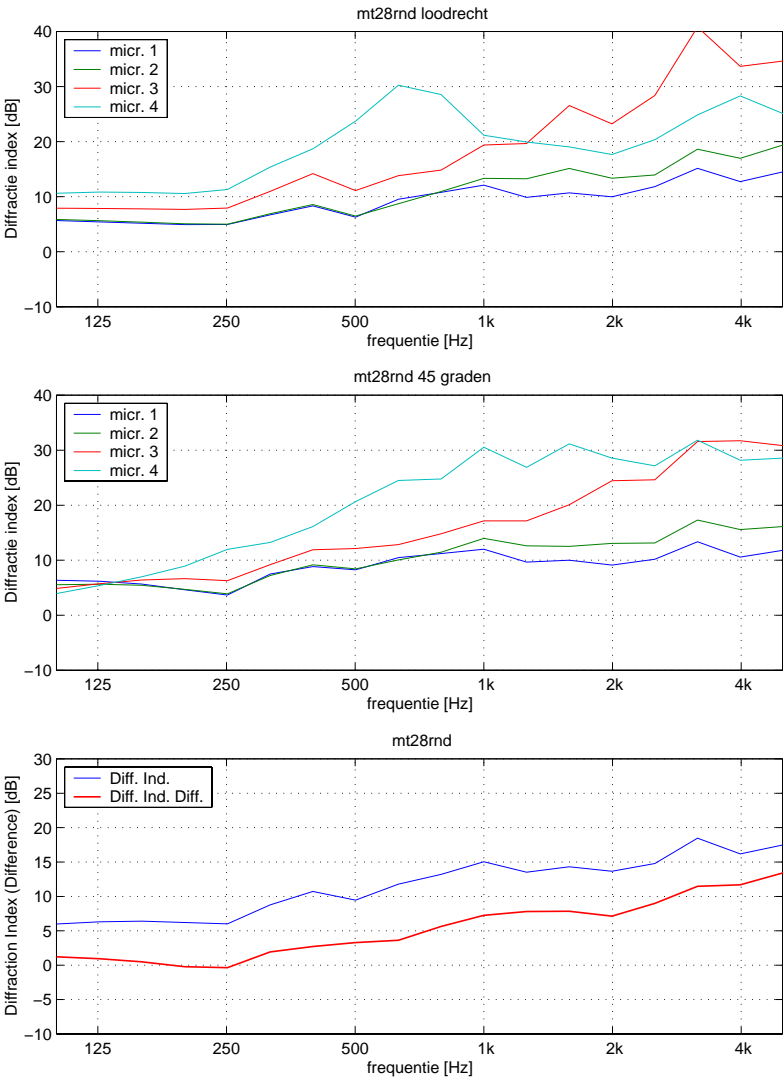 mt28rnd loodrecht
40
30
20
10
0
−10
Diffractie index [dB]
micr. 1
micr. 2
micr. 3
micr. 4
125 250 500 1k 2k 4k
frequentie [Hz]
mt28rnd 45 graden
40
30
20
10
0
−10
Diffractie index [dB]
micr. 1
micr. 2
micr. 3
micr. 4
125 250 500 1k 2k 4k
frequentie [Hz]
mt28rnd
30
25
20
15
10
5
0
−5
−10
Diffraction Index (Difference) [dB]
Diff. Ind.
Diff. Ind. Diff.
125 250 500 1k 2k 4k
frequentie [Hz]